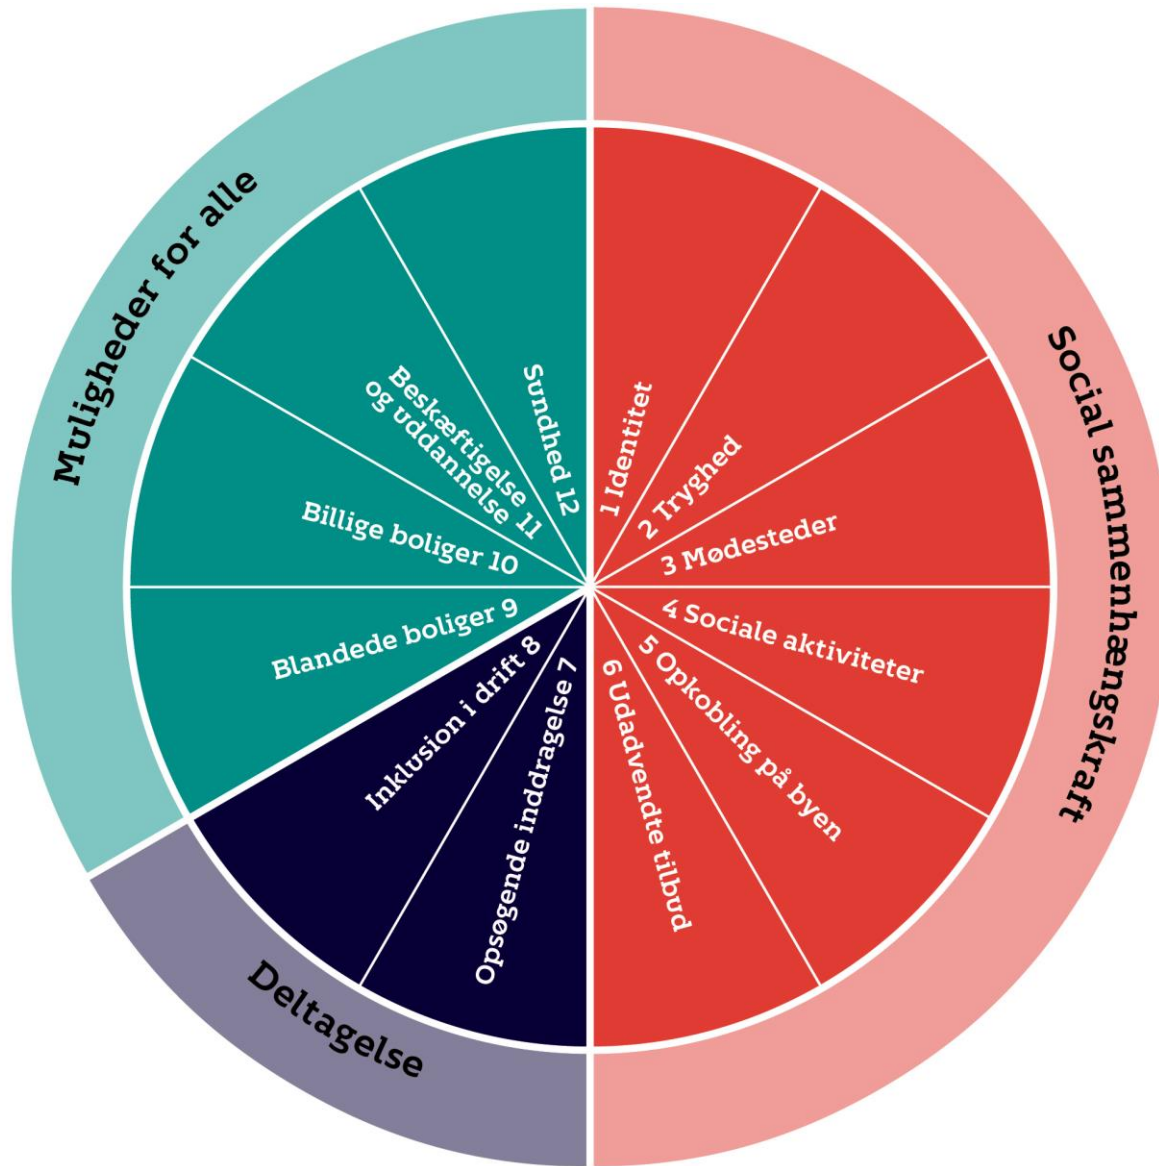 Muligheder for alle
Social sammenhængskraft
Deltagelse
1 Identitet
2 Tryghed
3 Mødesteder
4 Sociale aktiviteter
5 Opkobling på byen
6 Udadvendte tilbud
Opsøgende inddragelse 7
Inklusion i drift 8
Blandede boliger 9
Billige boliger 10
Beskæftigelse
og uddannelse 11
Sundhed 12